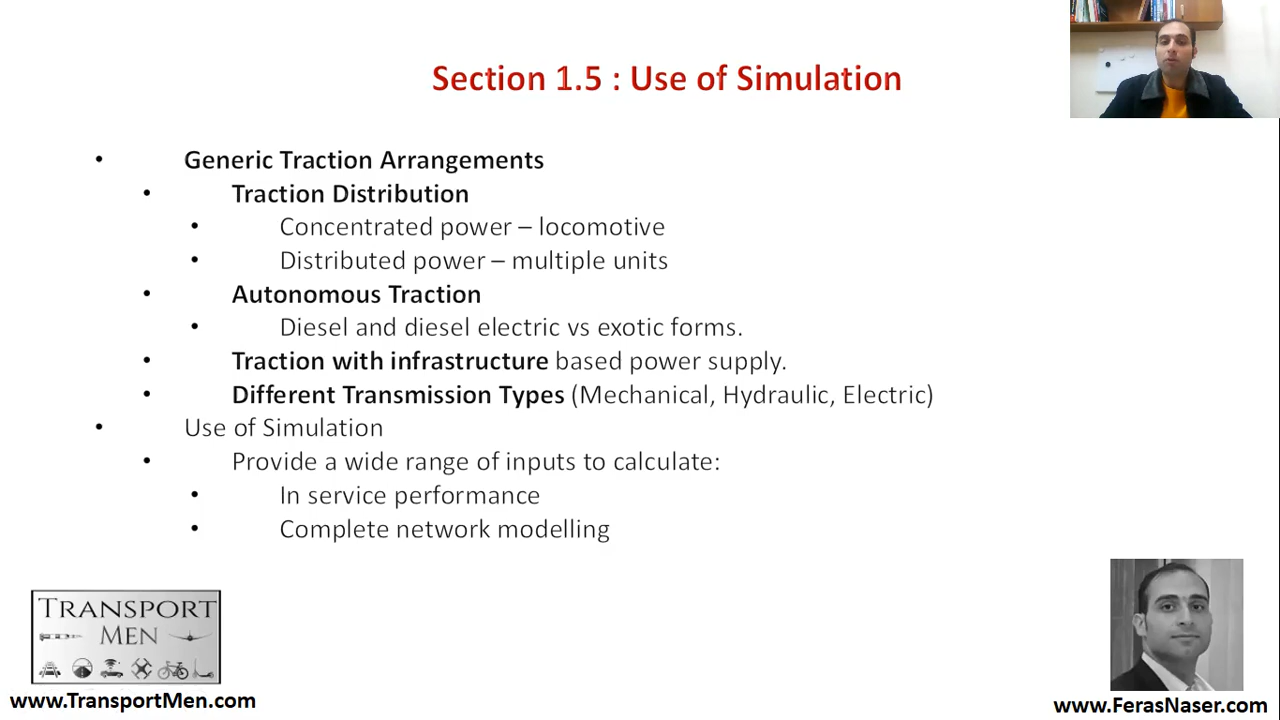 Section 1.5 : Use of Simulation
• Generic Traction Arrangements
• Traction Distribution
• Concentrated power – locomotive
• Distributed power – multiple units
• Autonomous Traction
• Diesel and diesel electric vs exotic forms.
• Traction with infrastructure based power supply.
• Different Transmission Types (Mechanical, Hydraulic, Electric)
• Use of Simulation
• Provide a wide range of inputs to calculate:
• In service performance
• Complete network modelling
TRANSPORT
MEN
www.TransportMen.com
www.FerasNaser.com